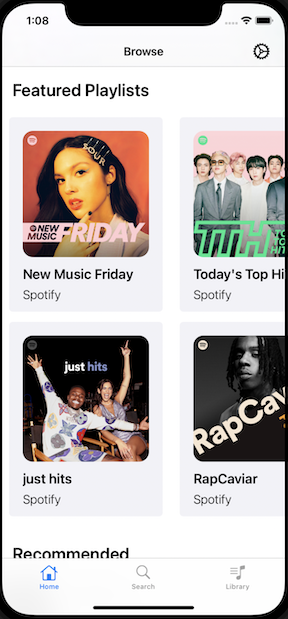 1:08
Browse
Featured Playlists
SOUR
NEW MUSIC FRIDAY
New Music Friday
Spotify
TTH
Today's Top Hi
Spotify
just hits
just hits
Spotify
RapCav
RapCaviar
Spotify
Recommended
Home
Search
Library